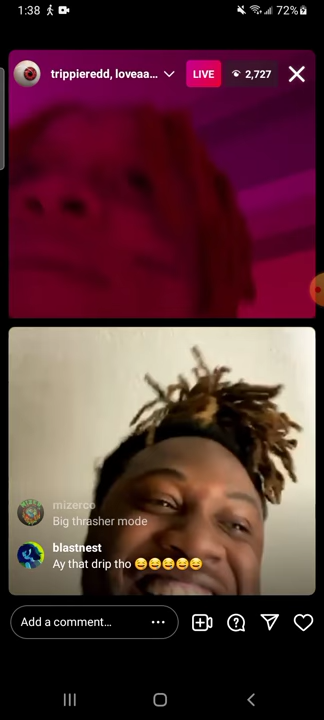 1:38
72%
trippieredd, loveaa...
LIVE
2,727
mizerco
Big thrasher mode
blastnest
Ay that drip tho 😆😆😆😆😆
Add a comment...